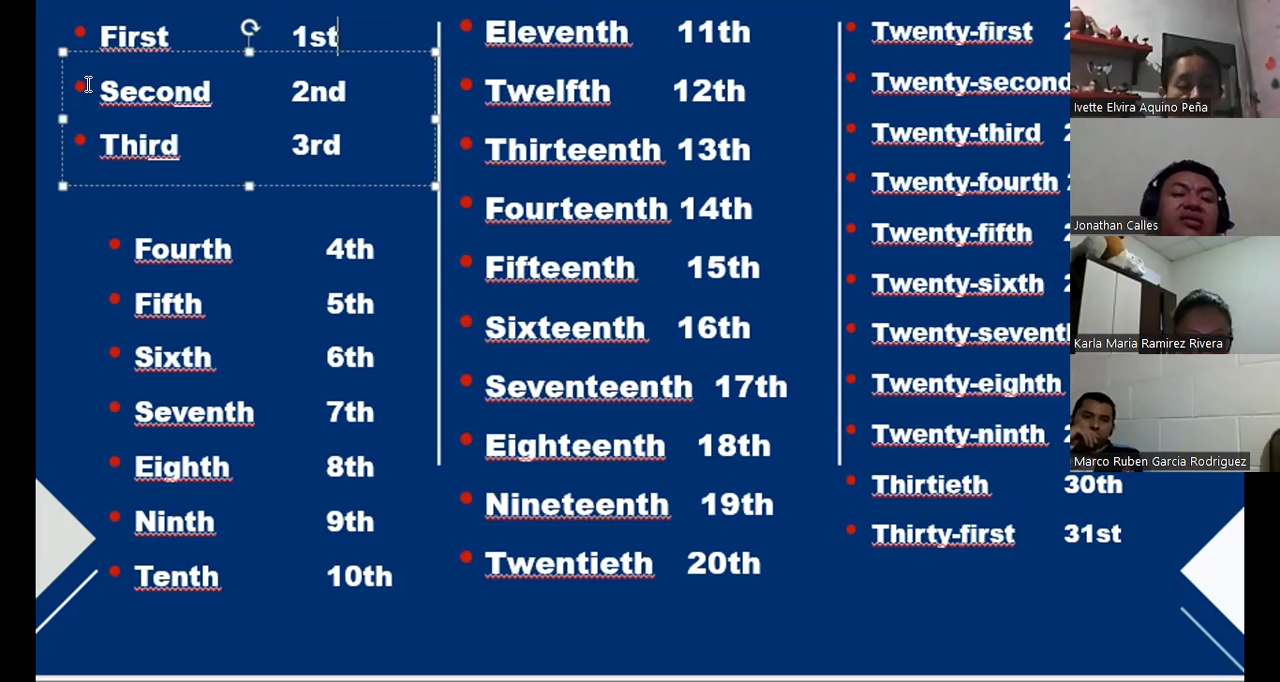 First 1st
Second 2nd
Third 3rd
Fourth 4th
Fifth 5th
Sixth 6th
Seventh 7th
Eighth 8th
Ninth 9th
Tenth 10th
Eleventh 11th
Twelfth 12th
Thirteenth 13th
Fourteenth 14th
Fifteenth 15th
Sixteenth 16th
Seventeenth 17th
Eighteenth 18th
Nineteenth 19th
Twentieth 20th
Twenty-first
Twenty-second
Twenty-third
Twenty-fourth
Twenty-fifth
Twenty-sixth
Twenty-sevent
Twenty-eighth
Twenty-ninth
Thirtieth 30th
Thirty-first 31st
Ivette Elvira Aquino Peña
Jonathan Calles
Karla Maria Ramirez Rivera
Marco Ruben Garcia Rodriguez